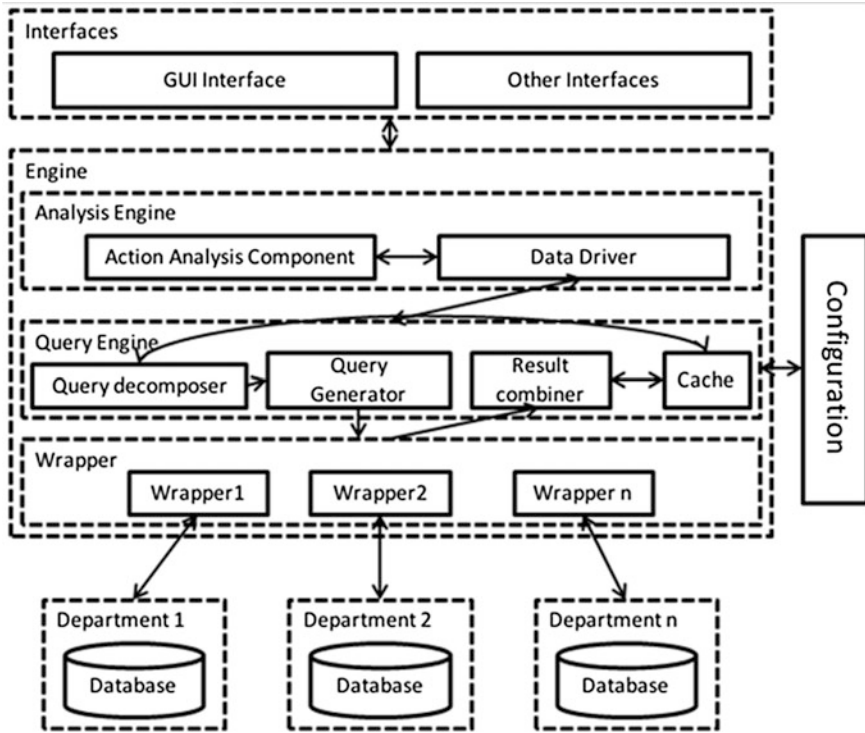 Interfaces
GUI Interface
Other Interfaces
Engine
Analysis Engine
Action Analysis Component
Data Driver
Configuration
Query Engine
Query decomposer
Query
Generator
Result
combiner
Cache
Wrapper
Wrapper1
Wrapper2
Wrapper n
Department 1
Department 2
Department n
Database
Database
Database